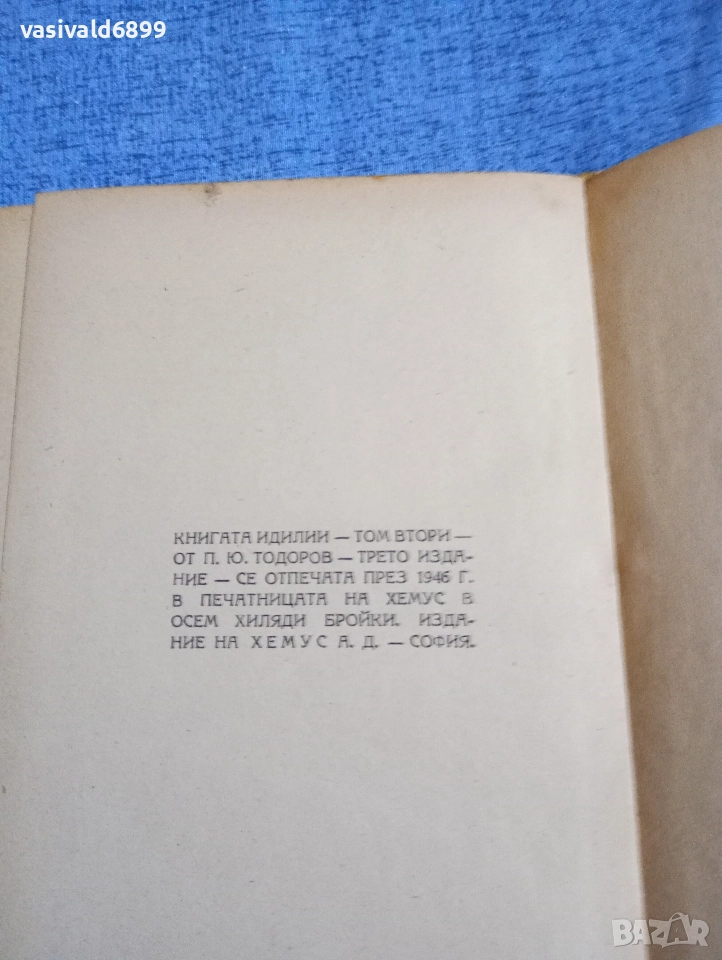 vasivald6899
КНИГАТА ИДИЛИИ — ТОМ ВТОРИ —
ОТ П. Ю. ТОДОРОВ — ТРЕТО ИЗДА-
НИЕ — СЕ ОТПЕЧАТА ПРЕЗ 1946 Г.
В ПЕЧАТНИЦАТА НА ХЕМУС В
ОСЕМ ХИЛЯДИ БРОЙКИ. ИЗДА-
НИЕ НА ХЕМУС А. Д. — СОФИЯ.
BAZAR